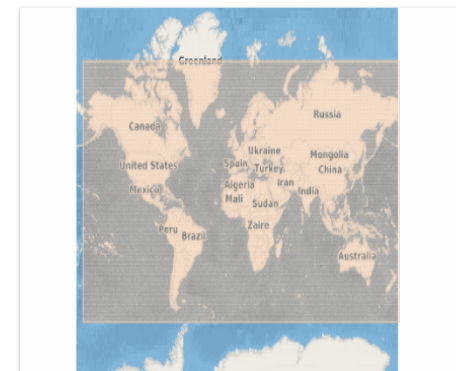 Greenland
Russia
Canada
Ukraine
Mongolia
United States
Spain
Turkey
China
Algeria
Iran
India
Mexico
Mali
Sudan
Peru
Brazil
Zaire
Australia